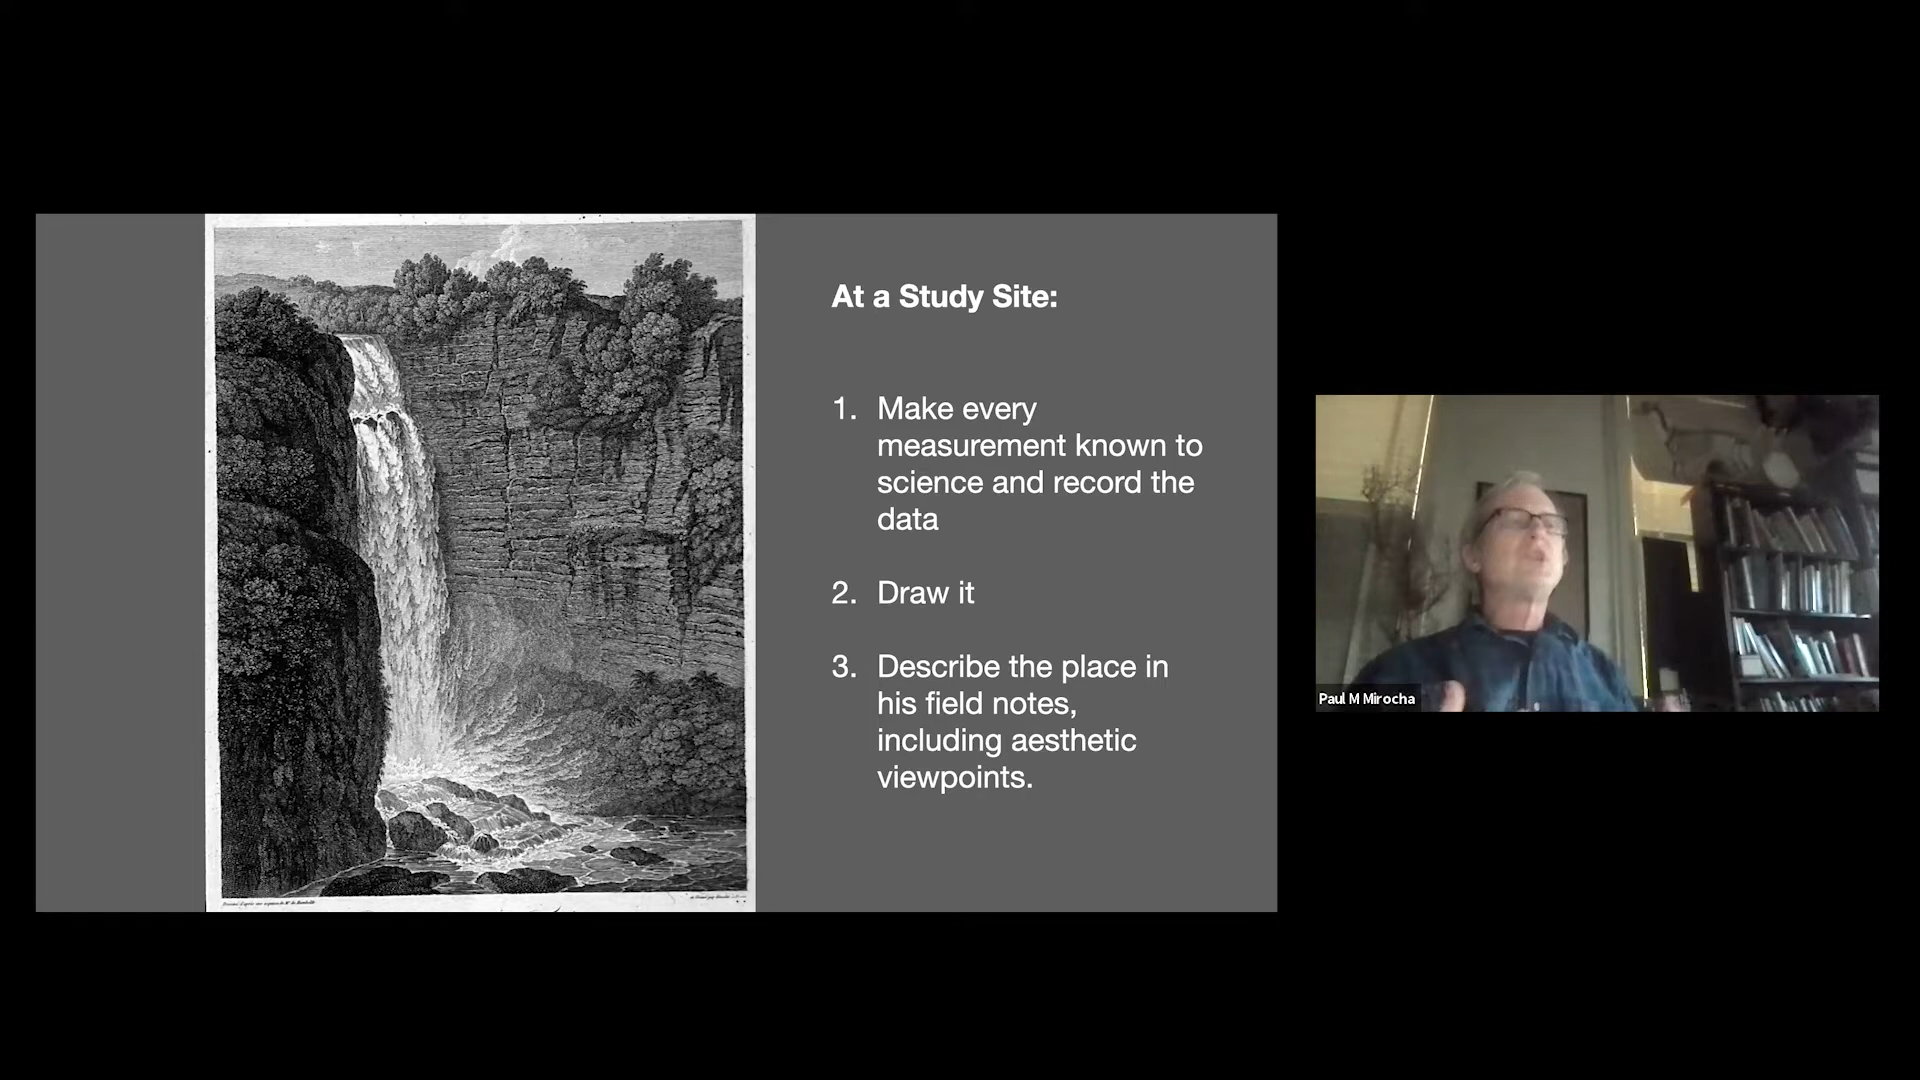 At a Study Site:
1. Make every
measurement known to
science and record the
data
2. Draw it
3. Describe the place in
his field notes,
including aesthetic
viewpoints.
Paul M Mirocha